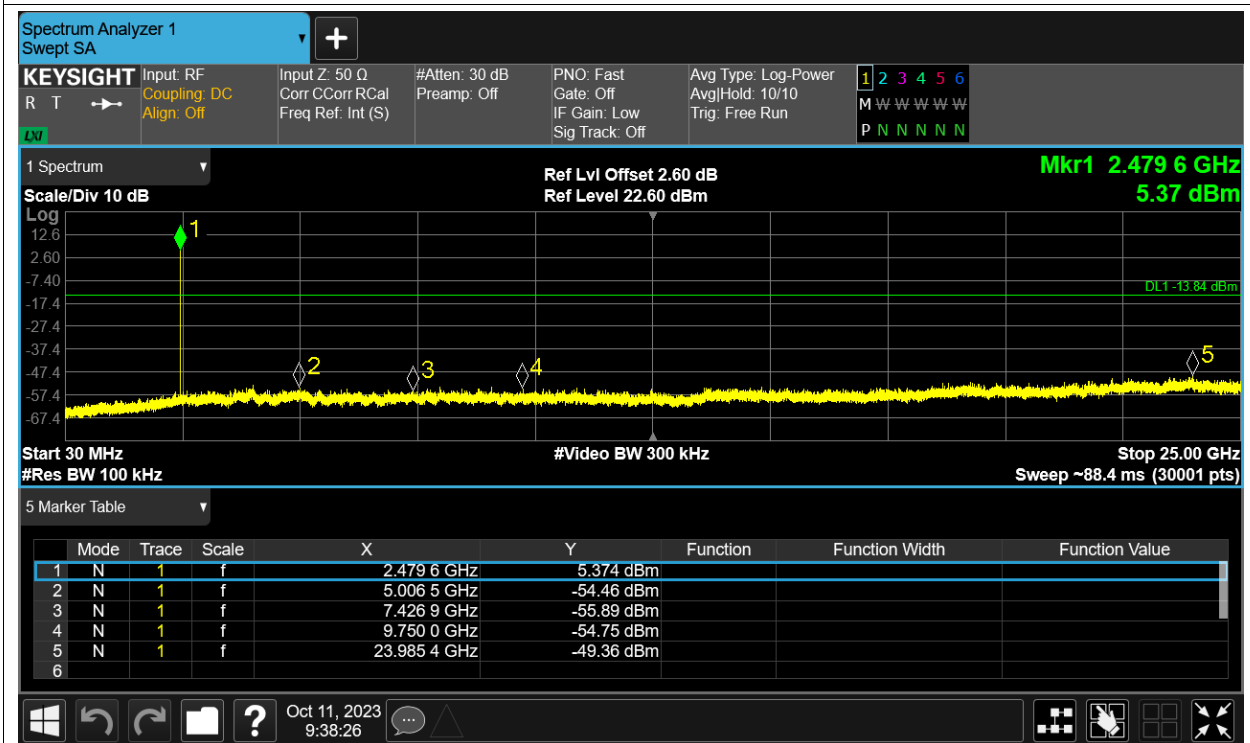 Spectrum Analyzer 1
Swept SA
KEYSIGHT
R T
LXI
Input: RF
Coupling: DC
Align: Off
Input Z: 50 Ω
Corr CCorr RCal
Freq Ref: Int (S)
#Atten: 30 dB
Preamp: Off
PNO: Fast
Gate: Off
IF Gain: Low
Sig Track: Off
Avg Type: Log-Power
Avg|Hold: 10/10
Trig: Free Run
1 2 3 4 5 6
M W W W W W
P N N N N N
1 Spectrum
Scale/Div 10 dB
Ref Lvl Offset 2.60 dB
Ref Level 22.60 dBm
Mkr1 2.479 6 GHz
5.37 dBm
Log
12.6
2.60
-7.40
-17.4
-27.4
-37.4
-47.4
-57.4
-67.4
1
2
3
4
5
DL1 -13.84 dBm
Start 30 MHz
#Res BW 100 kHz
#Video BW 300 kHz
Stop 25.00 GHz
Sweep ~88.4 ms (30001 pts)
5 Marker Table
Mode Trace Scale X Y Function Function Width Function Value
1 N 1 f 2.479 6 GHz 5.374 dBm
2 N 1 f 5.006 5 GHz -54.46 dBm
3 N 1 f 7.426 9 GHz -55.89 dBm
4 N 1 f 9.750 0 GHz -54.75 dBm
5 N 1 f 23.985 4 GHz -49.36 dBm
6
?
Oct 11, 2023
9:38:26